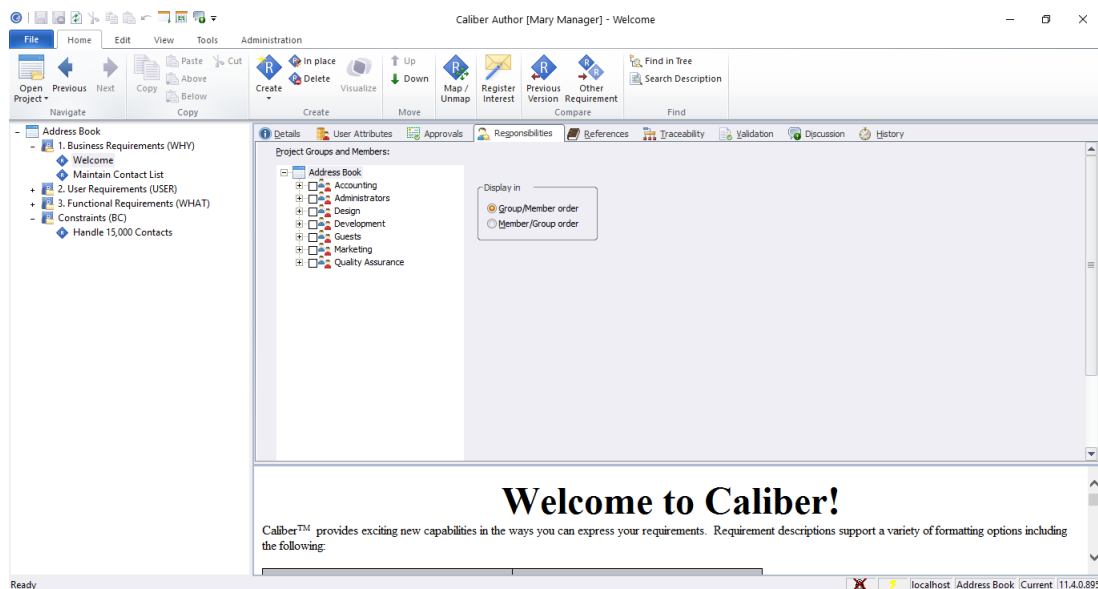 Caliber Author [Mary Manager] - Welcome
File Home Edit View Tools Administration
Open Project
Previous
Next
Navigate
Copy
Paste
Cut
Above
Below
Copy
Create
In place
Delete
Visualize
Create
Up
Down
Move
Map / Unmap
Register Interest
Previous Version
Other Requirement
Compare
Find in Tree
Search Description
Find
Address Book
1. Business Requirements (WHY)
Welcome
Maintain Contact List
2. User Requirements (USER)
3. Functional Requirements (WHAT)
Constraints (BC)
Handle 15,000 Contacts
Details User Attributes Approvals Responsibilities References Traceability Validation Discussion History
Project Groups and Members:
Address Book
Accounting
Administrators
Design
Development
Guests
Marketing
Quality Assurance
Display in
Group/Member order
Member/Group order
Welcome to Caliber!
Caliber™ provides exciting new capabilities in the ways you can express your requirements. Requirement descriptions support a variety of formatting options including
the following:
Ready
localhost Address Book Current 11.4.0.895